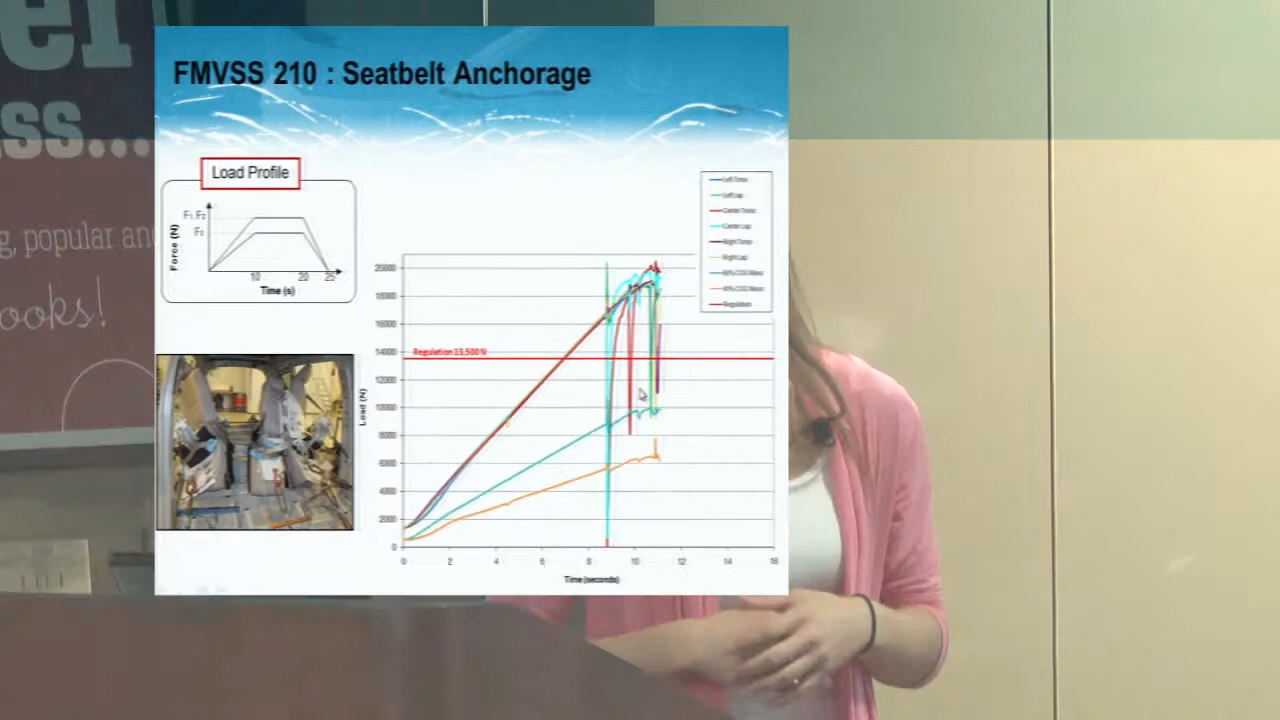 er
ss...
g, popular an
ooks!
FMVSS 210 : Seatbelt Anchorage
Load Profile
F₁, F₂
F₃
Force (N)
10 20 25
Time (s)
Left Torso
Left Lap
Center Torso
Center Lap
Right Torso
Right Lap
Regulation
Regulation 13,500 N
20000
18000
16000
14000
12000
10000
8000
6000
4000
2000
0
Load (N)
0 2 4 6 8 10 12 14 16
Time (seconds)